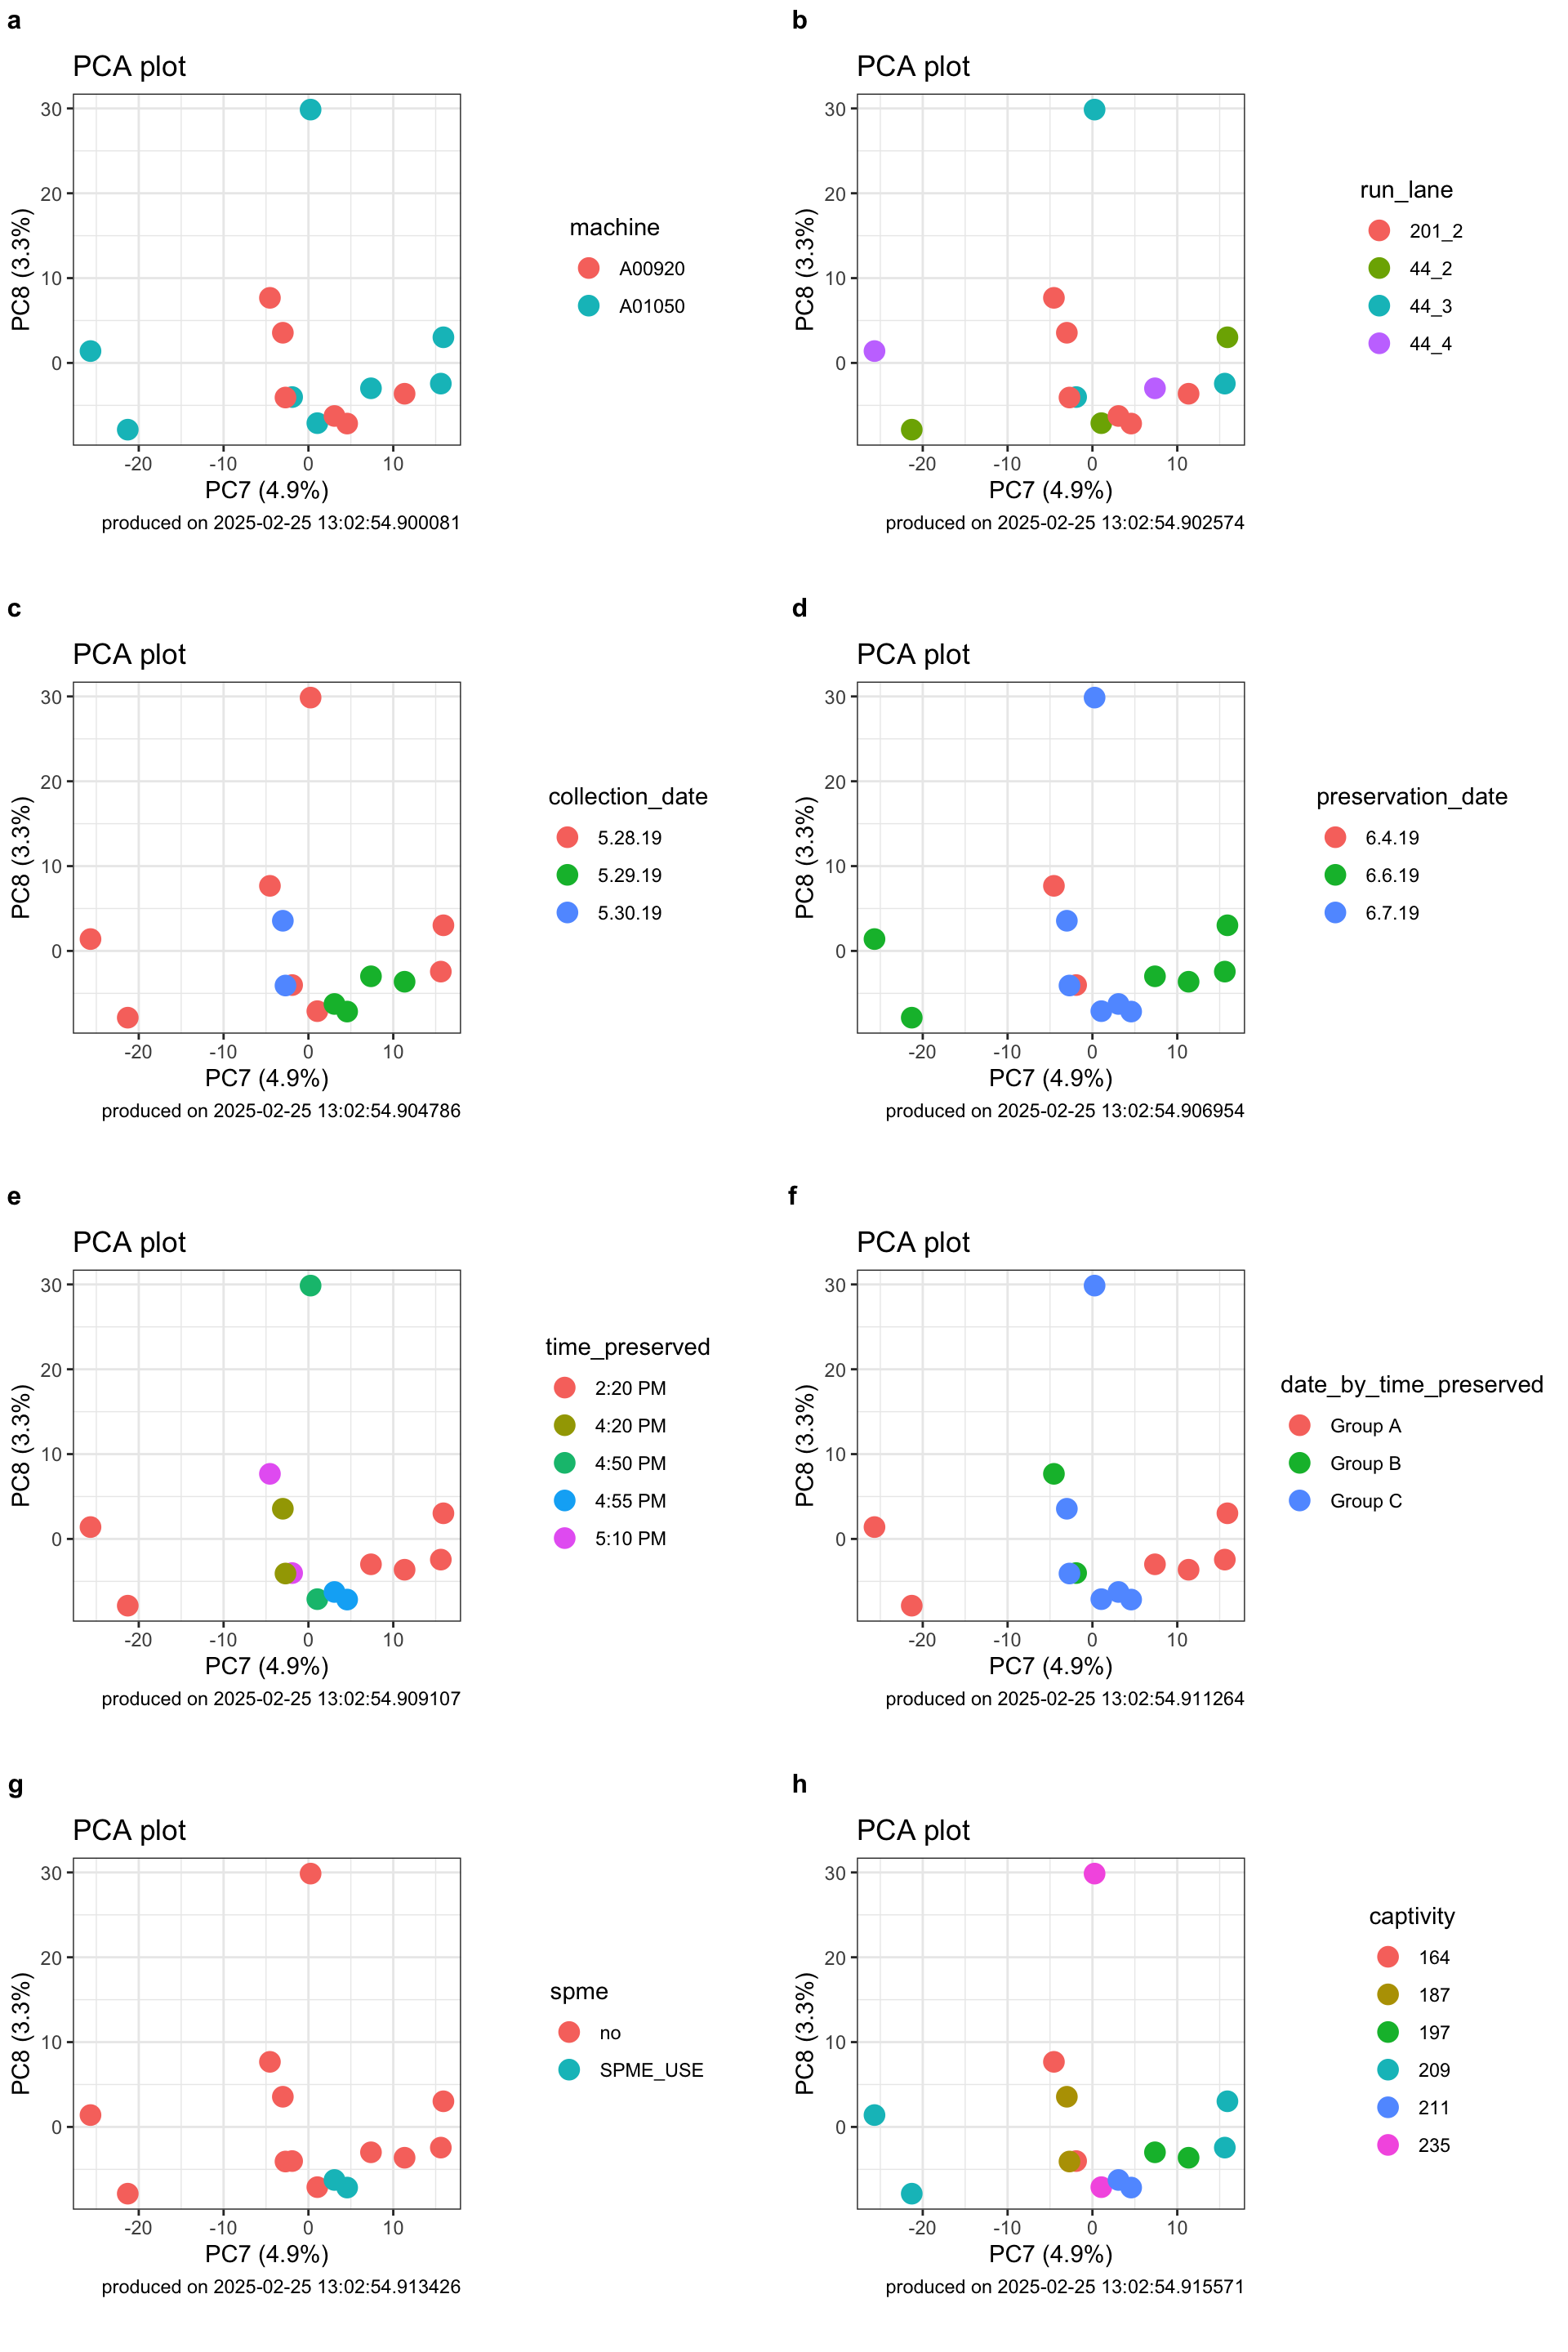 a
PCA plot
30
20
10
0
PC8 (3.3%)
-20 -10 0 10
PC7 (4.9%)
produced on 2025-02-25 13:02:54.900081
machine
A00920
A01050
b
PCA plot
30
20
10
0
PC8 (3.3%)
-20 -10 0 10
PC7 (4.9%)
produced on 2025-02-25 13:02:54.902574
run_lane
201_2
44_2
44_3
44_4
c
PCA plot
30
20
10
0
PC8 (3.3%)
-20 -10 0 10
PC7 (4.9%)
produced on 2025-02-25 13:02:54.904786
collection_date
5.28.19
5.29.19
5.30.19
d
PCA plot
30
20
10
0
PC8 (3.3%)
-20 -10 0 10
PC7 (4.9%)
produced on 2025-02-25 13:02:54.906954
preservation_date
6.4.19
6.6.19
6.7.19
e
PCA plot
30
20
10
0
PC8 (3.3%)
-20 -10 0 10
PC7 (4.9%)
produced on 2025-02-25 13:02:54.909107
time_preserved
2:20 PM
4:20 PM
4:50 PM
4:55 PM
5:10 PM
f
PCA plot
30
20
10
0
PC8 (3.3%)
-20 -10 0 10
PC7 (4.9%)
produced on 2025-02-25 13:02:54.911264
date_by_time_preserved
Group A
Group B
Group C
g
PCA plot
30
20
10
0
PC8 (3.3%)
-20 -10 0 10
PC7 (4.9%)
produced on 2025-02-25 13:02:54.913426
spme
no
SPME_USE
h
PCA plot
30
20
10
0
PC8 (3.3%)
-20 -10 0 10
PC7 (4.9%)
produced on 2025-02-25 13:02:54.915571
captivity
164
187
197
209
211
235